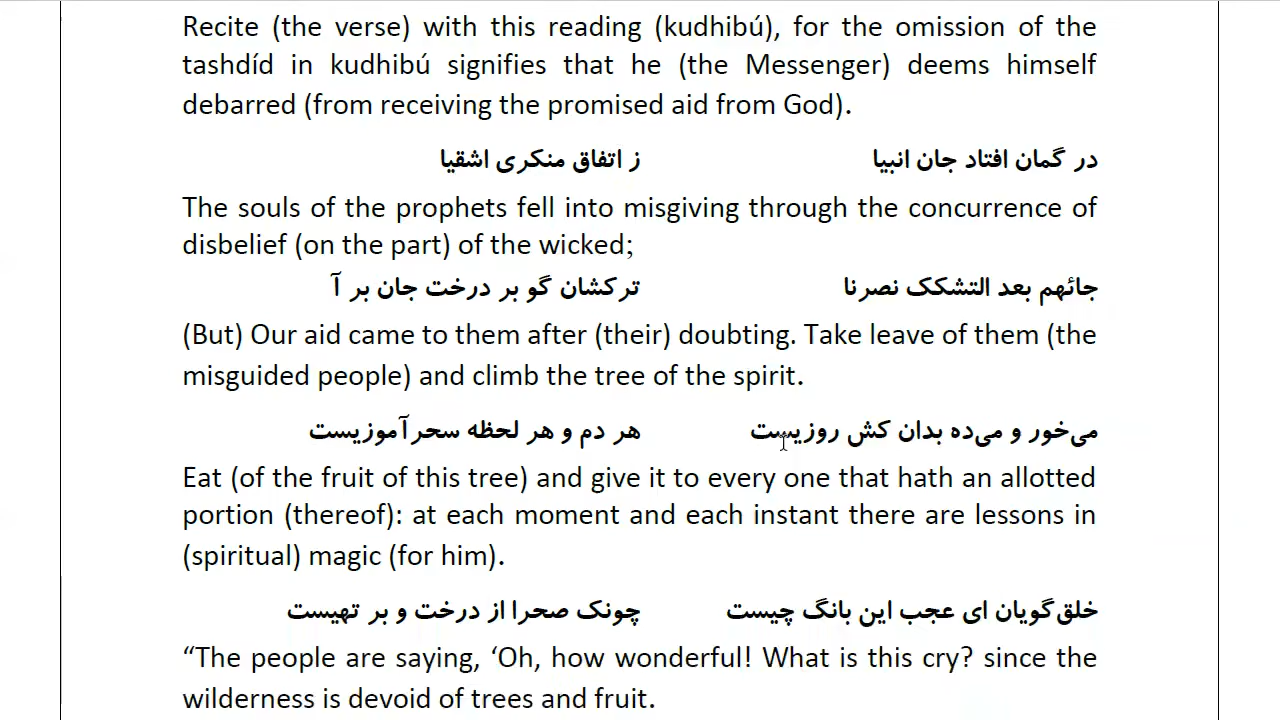 Recite (the verse) with this reading (kudhibú), for the omission of the
tashdíd in kudhibú signifies that he (the Messenger) deems himself
debarred (from receiving the promised aid from God).
در گمان افتاد جان انبیا ز اتفاق منکری اشقیا
The souls of the prophets fell into misgiving through the concurrence of
disbelief (on the part) of the wicked;
جائهم بعد التشکک نصرنا ترکشان گو بر درخت جان بر آ
(But) Our aid came to them after (their) doubting. Take leave of them (the
misguided people) and climb the tree of the spirit.
می‌خور و می‌ده بدان کش روزیست هر دم و هر لحظه سحرآموزیست
Eat (of the fruit of this tree) and give it to every one that hath an allotted
portion (thereof): at each moment and each instant there are lessons in
(spiritual) magic (for him).
خلق‌گویان ای عجب این بانگ چیست چونک صحرا از درخت و بر تهیست
“The people are saying, ‘Oh, how wonderful! What is this cry? since the
wilderness is devoid of trees and fruit.